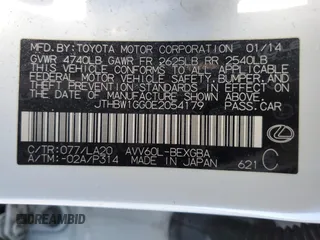 MFD. BY: TOYOTA MOTOR CORPORATION 01/14
GVWR 4740LB GAWR FR 2625LB RR 2540LB
THIS VEHICLE CONFORMS TO ALL APPLICABLE
FEDERAL MOTOR VEHICLE SAFETY, BUMPER, AND
THEFT PREVENTION STANDARDS IN EFFECT ON
THE DATE OF MANUFACTURE SHOWN ABOVE.
JTHBW1GG0E2054179 PASS.CAR
C/TR:077/LA20 AVV60L-BEXGBA
A/TM:-02A/P314 MADE IN JAPAN 621 C
DREAMBID